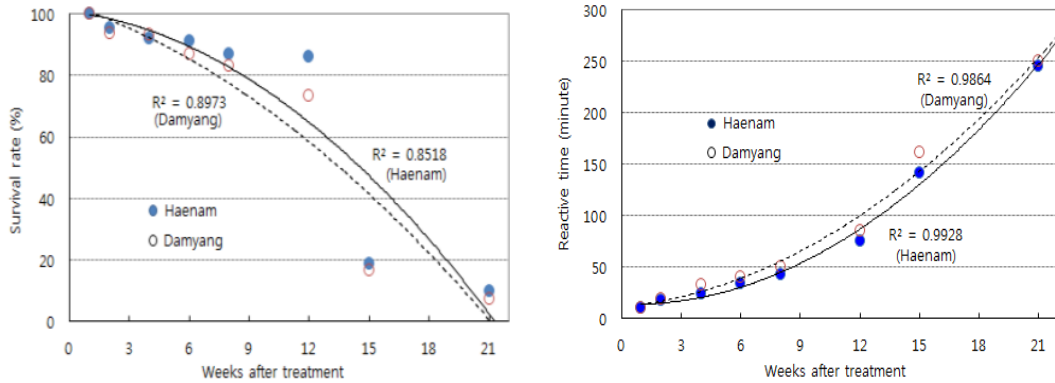 Survival rate (%)
100
80
60
40
20
0
R² = 0.8973
(Damyang)
R² = 0.8518
(Haenam)
Haenam
Damyang
0 3 6 9 12 15 18 21
Weeks after treatment
Reactive time (minute)
300
250
200
150
100
50
0
R² = 0.9864
(Damyang)
Haenam
Damyang
R² = 0.9928
(Haenam)
0 3 6 9 12 15 18 21
Weeks after treatment